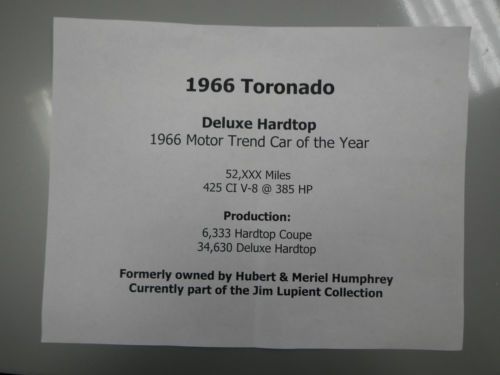 1966 Toronado
Deluxe Hardtop
1966 Motor Trend Car of the Year
52,XXX Miles
425 CI V-8 @ 385 HP
Production:
6,333 Hardtop Coupe
34,630 Deluxe Hardtop
Formerly owned by Hubert & Meriel Humphrey
Currently part of the Jim Lupient Collection